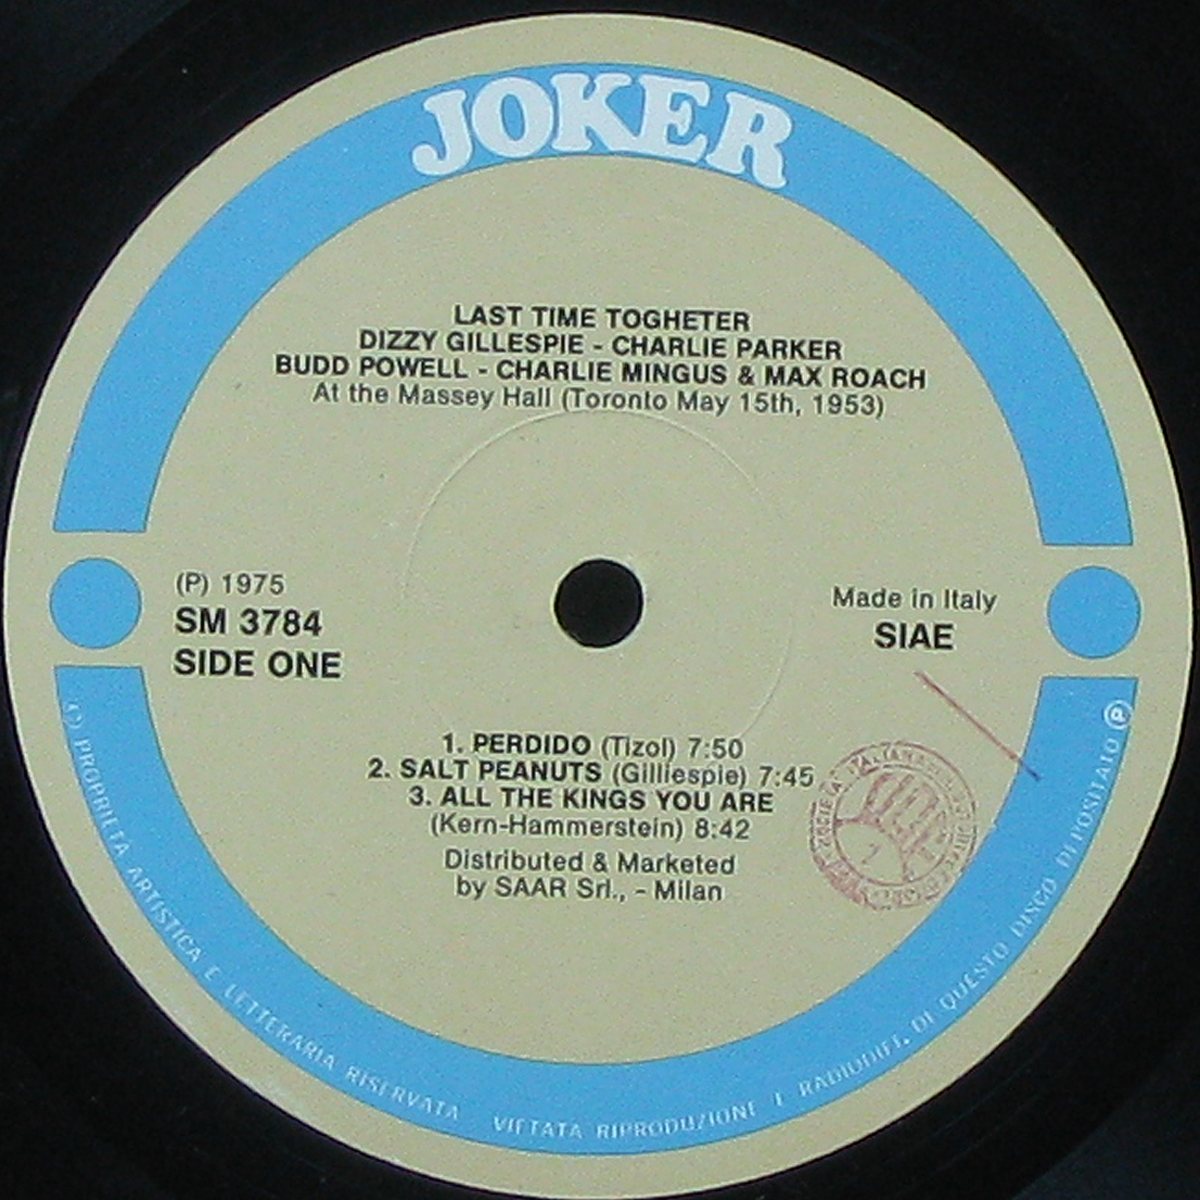 JOKER
LAST TIME TOGHETER
DIZZY GILLESPIE - CHARLIE PARKER
BUDD POWELL - CHARLIE MINGUS & MAX ROACH
At the Massey Hall (Toronto May 15th, 1953)
(P) 1975
SM 3784
SIDE ONE
Made in Italy
SIAE
1. PERDIDO (Tizol) 7:50
2. SALT PEANUTS (Gilliespie) 7:45
3. ALL THE KINGS YOU ARE
(Kern-Hammerstein) 8:42
Distributed & Marketed
by SAAR Srl., - Milan
SOCIETA ITALIANA
(C) PROPRIETA ARTISTICA E LETTERARIA RISERVATA VIETATA RIPRODUZIONE E RADIODIFF. DI QUESTO DISCO DEPOSITATO (P)